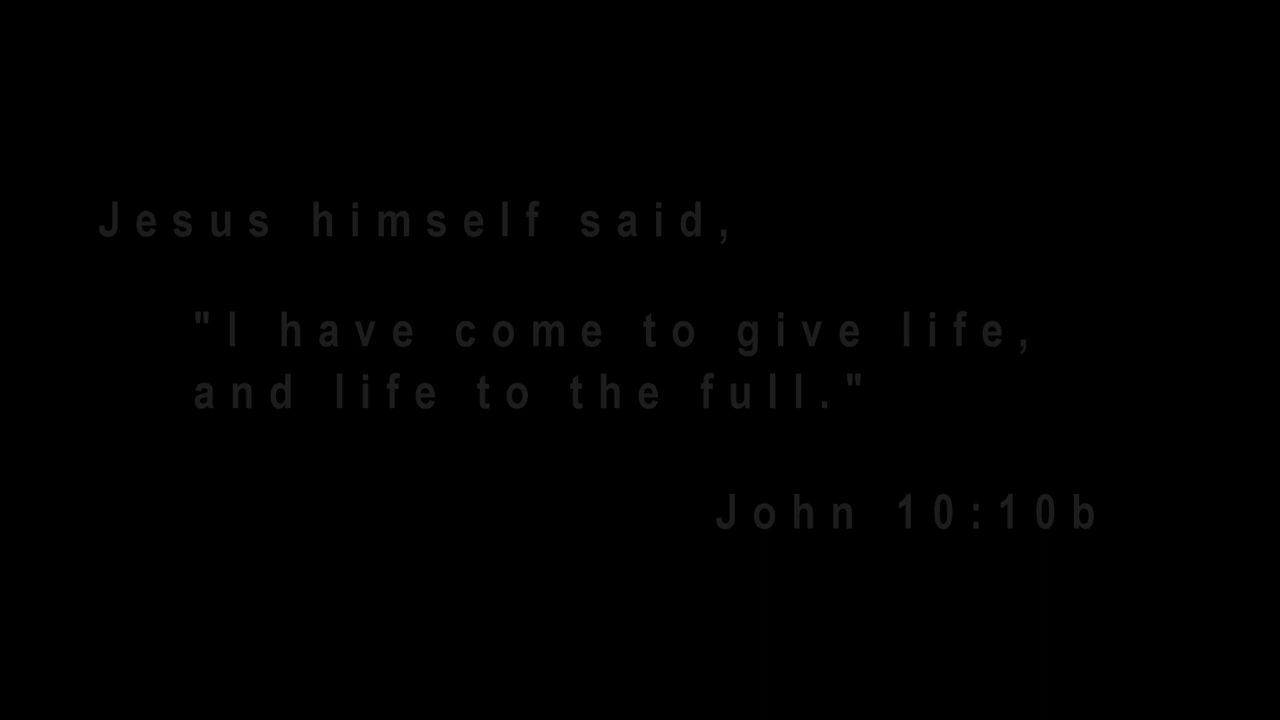 Jesus himself said,
"I have come to give life,
and life to the full."
John 10:10b